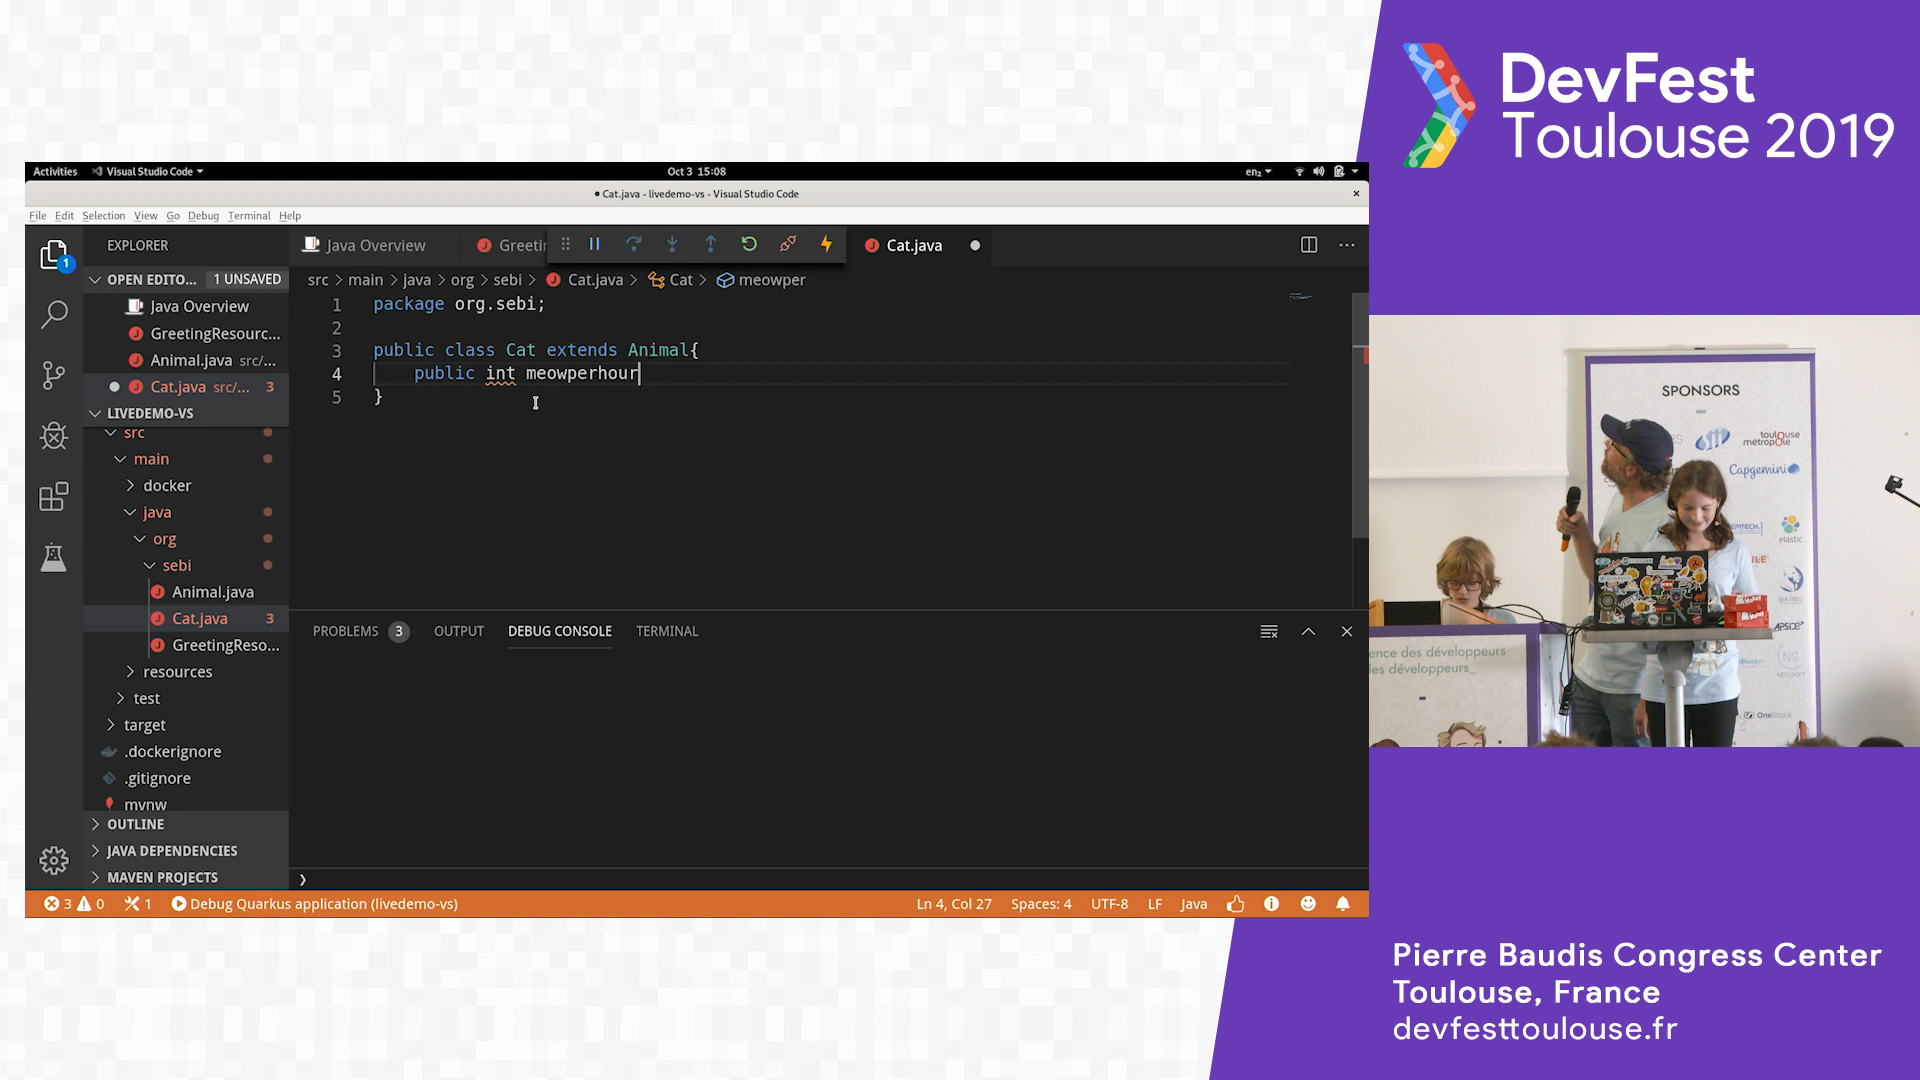 DevFest
Toulouse 2019
Activities
Visual Studio Code
Oct 3 15:08
en₂
• Cat.java - livedemo-vs - Visual Studio Code
File Edit Selection View Go Debug Terminal Help
EXPLORER
OPEN EDITO... 1 UNSAVED
Java Overview
GreetingResourc...
Animal.java src/...
Cat.java src/... 3
LIVEDEMO-VS
src
main
docker
java
org
sebi
Animal.java
Cat.java 3
GreetingReso...
resources
test
target
.dockerignore
.gitignore
mvnw
OUTLINE
JAVA DEPENDENCIES
MAVEN PROJECTS
Java Overview
Greetin
Cat.java
src > main > java > org > sebi > Cat.java > Cat > meowper
1 package org.sebi;
2
3 public class Cat extends Animal{
4 public int meowperhour
5 }
PROBLEMS 3 OUTPUT DEBUG CONSOLE TERMINAL
3 0 1 Debug Quarkus application (livedemo-vs)
Ln 4, Col 27 Spaces: 4 UTF-8 LF Java
SPONSORS
toulouse
métropole
Capgemini
EPITECH.
elastic
axileo
APSIDE
NS
OneStock
ence des développeurs
les développeurs_
Pierre Baudis Congress Center
Toulouse, France
devfesttoulouse.fr